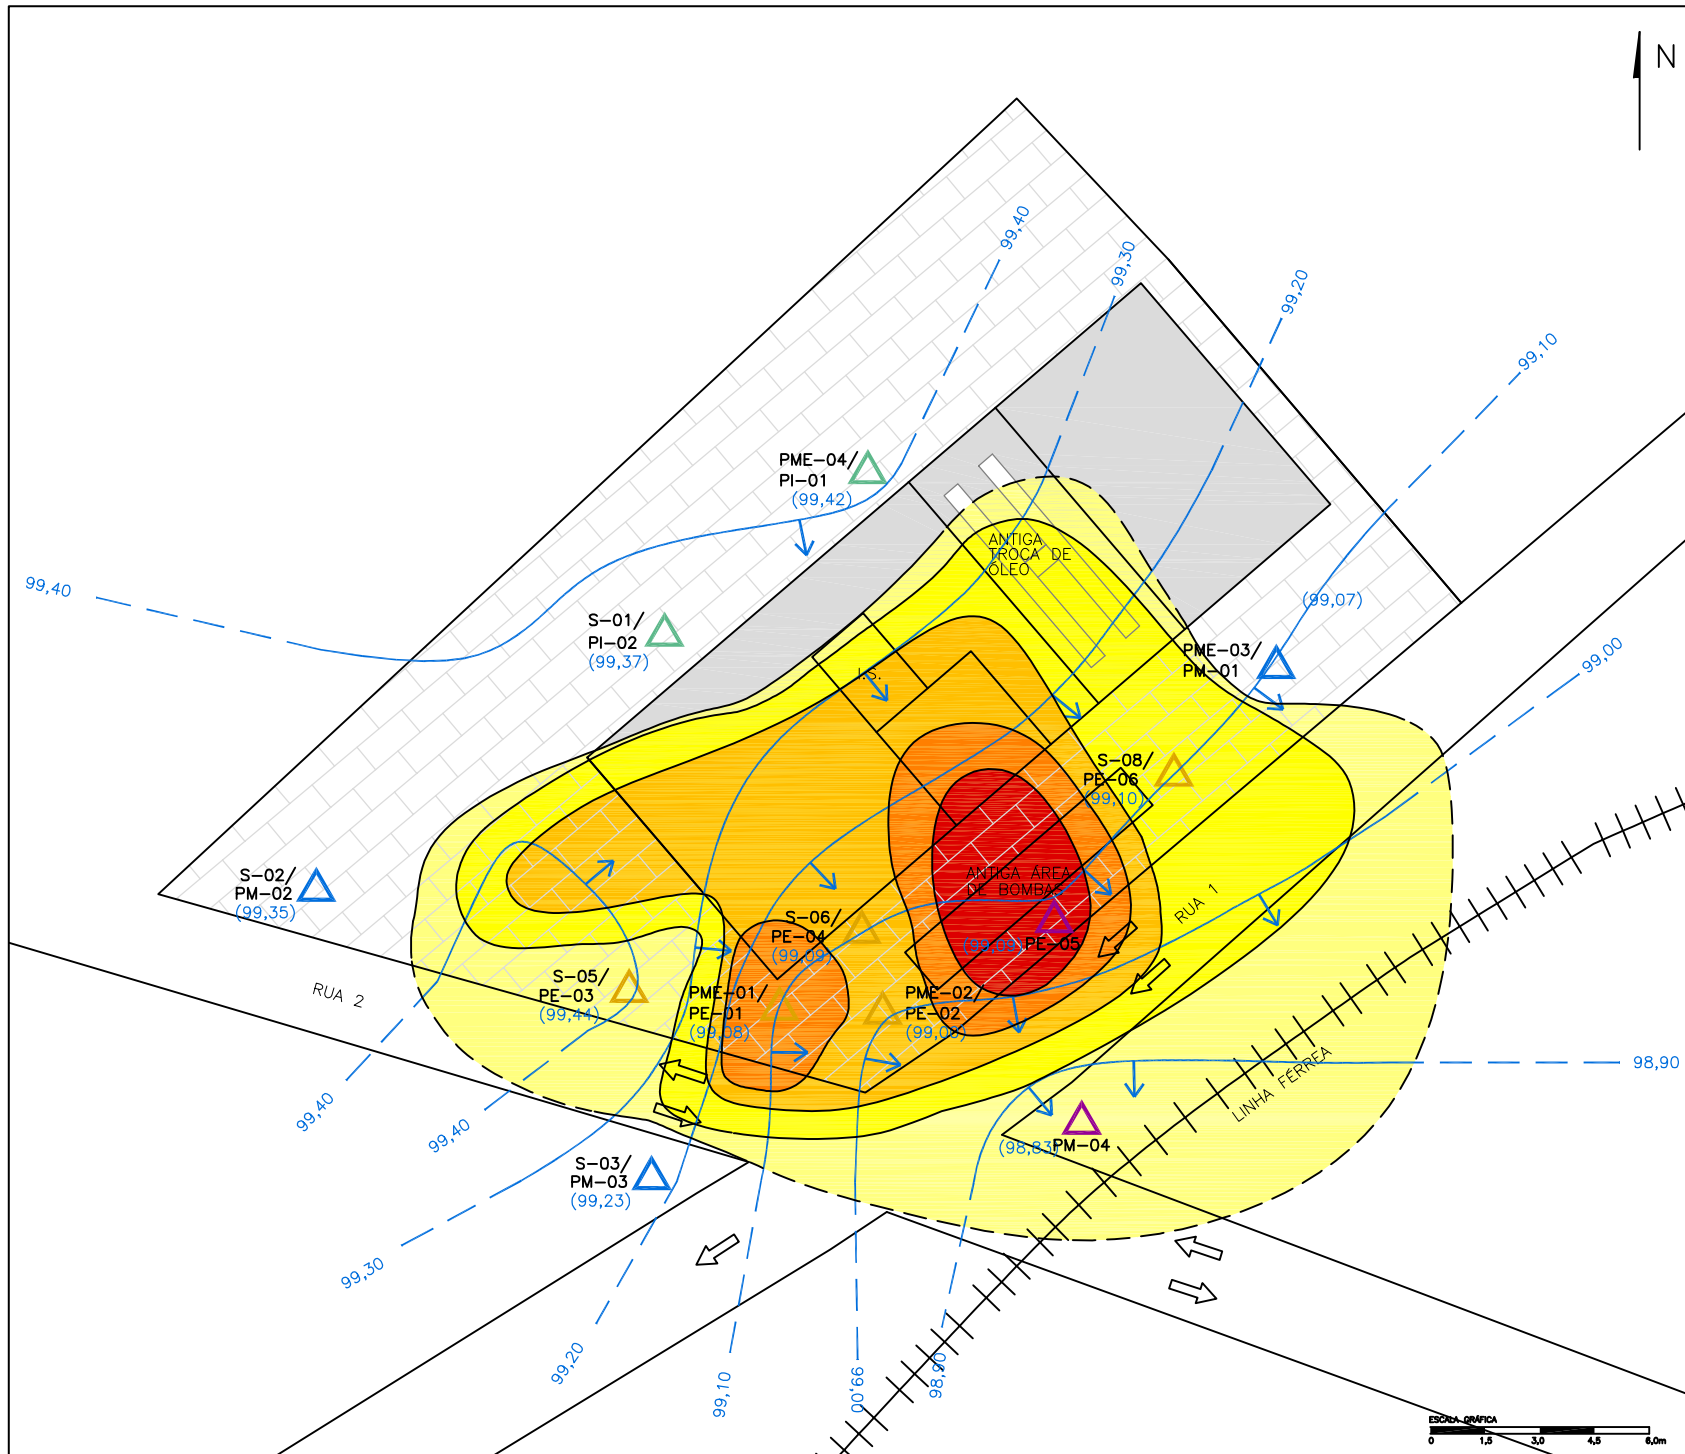 N
99,40
99,30
99,20
99,10
PME-04/
PI-01
(99,42)
ANTIGA
TROCA DE
ÓLEO
99,40
(99,07)
S-01/
PI-02
(99,37)
PME-03/
PM-01
99,00
I.S.
S-08/
PE-06
(99,10)
S-02/
PM-02
(99,35)
ANTIGA ÁREA
DE BOMBAS
RUA 1
S-06/
PE-04
(99,09)
PE-05
RUA 2
S-05/
PE-03
(99,44)
PME-01/
PE-01
(99,08)
PME-02/
PE-02
98,90
LINHA FÉRREA
99,40
99,40
(98,83)
PM-04
S-03/
PM-03
(99,23)
99,30
99,20
99,10
99,00
98,90
ESCALA GRÁFICA
0 1,5 3,0 4,5 6,0m